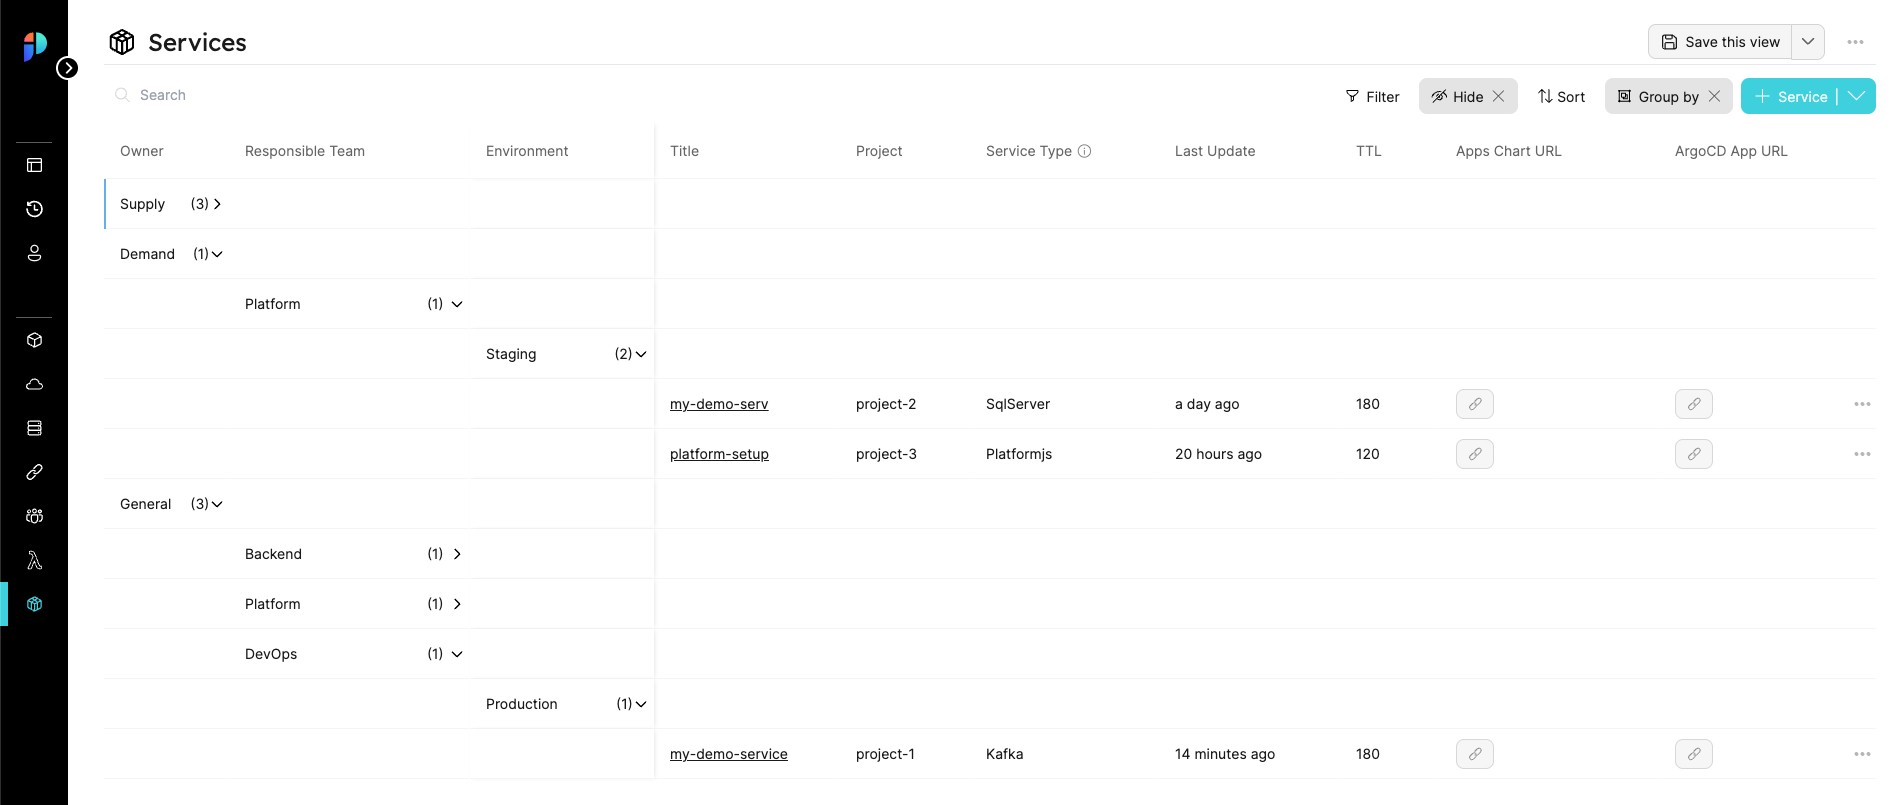 Services
Save this view
Search
Filter Hide Sort Group by Service
Owner Responsible Team Environment Title Project Service Type Last Update TTL Apps Chart URL ArgoCD App URL
Supply (3)
Demand (1)
Platform (1)
Staging (2)
my-demo-serv project-2 SqlServer a day ago 180
platform-setup project-3 Platformjs 20 hours ago 120
General (3)
Backend (1)
Platform (1)
DevOps (1)
Production (1)
my-demo-service project-1 Kafka 14 minutes ago 180